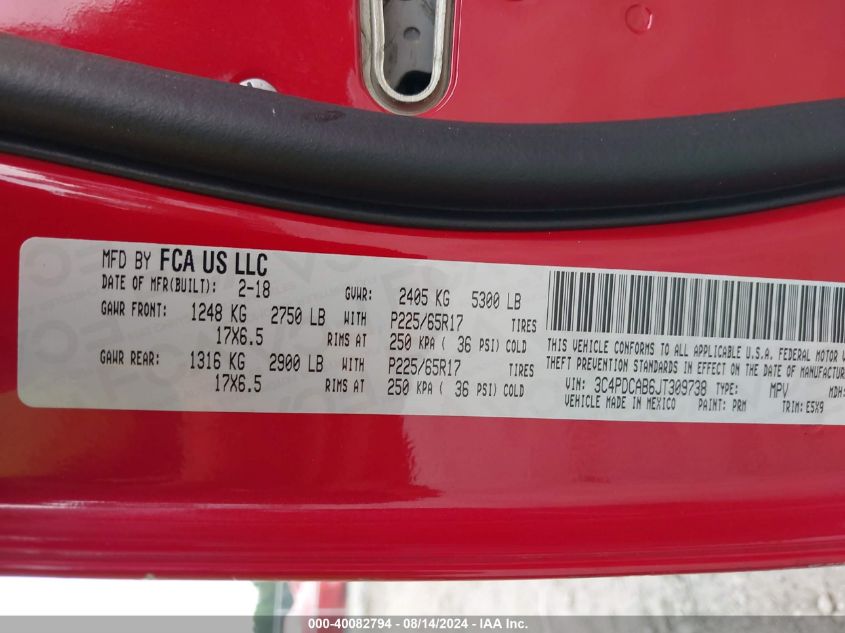 MFD BY FCA US LLC
DATE OF MFR(BUILT): 2-18 GVWR: 2405 KG 5300 LB
GAWR FRONT: 1248 KG 2750 LB WITH P225/65R17 TIRES
17X6.5 RIMS AT 250 KPA ( 36 PSI) COLD
GAWR REAR: 1316 KG 2900 LB WITH P225/65R17 TIRES
17X6.5 RIMS AT 250 KPA ( 36 PSI) COLD
THIS VEHICLE CONFORMS TO ALL APPLICABLE U.S.A. FEDERAL MOTOR
THEFT PREVENTION STANDARDS IN EFFECT ON THE DATE OF MANUFACTUR
VIN: 3C4PDCAB6JT309738 TYPE: MPV MDH:
VEHICLE MADE IN MEXICO PAINT: PRM TRIM: E5X9
000-40082794 - 08/14/2024 - IAA Inc.